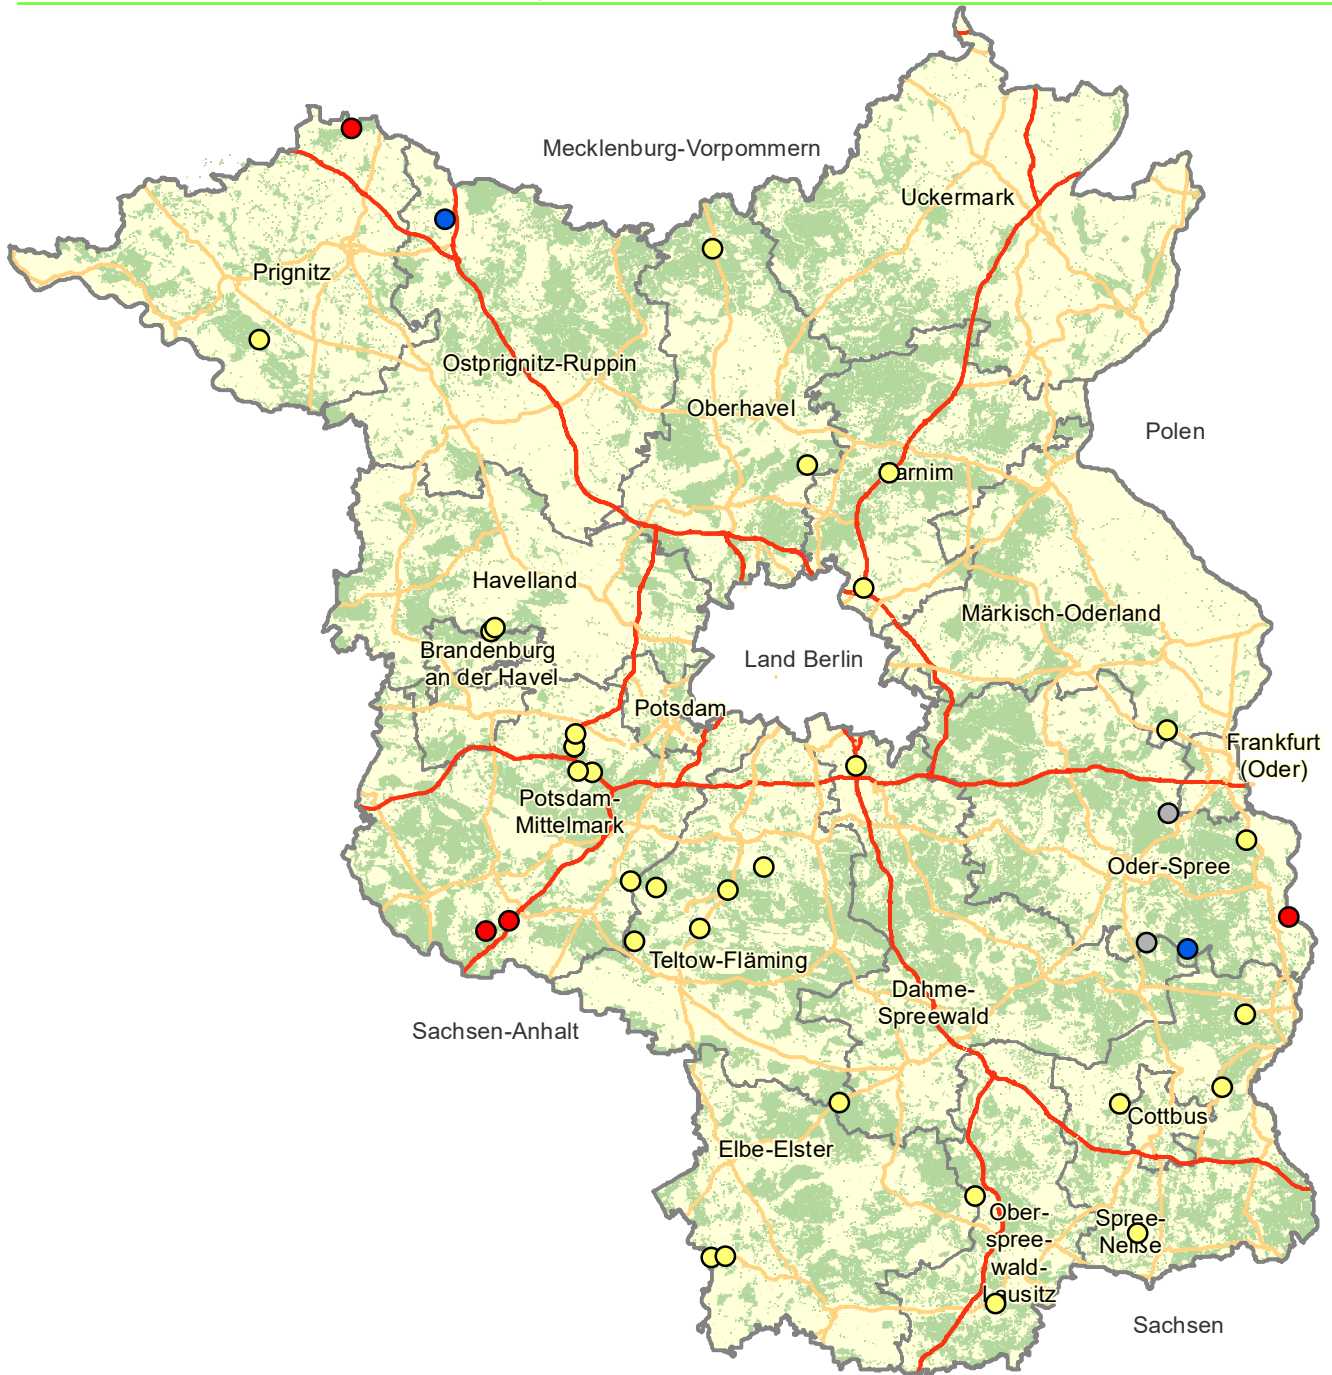 Mecklenburg-Vorpommern
Uckermark
Prignitz
Ostprignitz-Ruppin
Oberhavel
Polen
arnim
Havelland
Märkisch-Oderland
Brandenburg
an der Havel
Land Berlin
Potsdam
Frankfurt
(Oder)
Potsdam-
Mittelmark
Oder-Spree
Teltow-Fläming
Dahme-
Spreewald
Sachsen-Anhalt
Cottbus
Elbe-Elster
Ober-
spree-
wald-
Lausitz
Spree-
Neiße
Sachsen